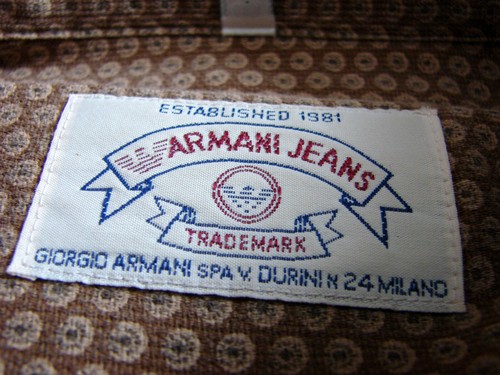 ESTABLISHED 1981
ARMANI JEANS
TRADEMARK
GIORGIO ARMANI SPA V. DURINI N 24 MILANO